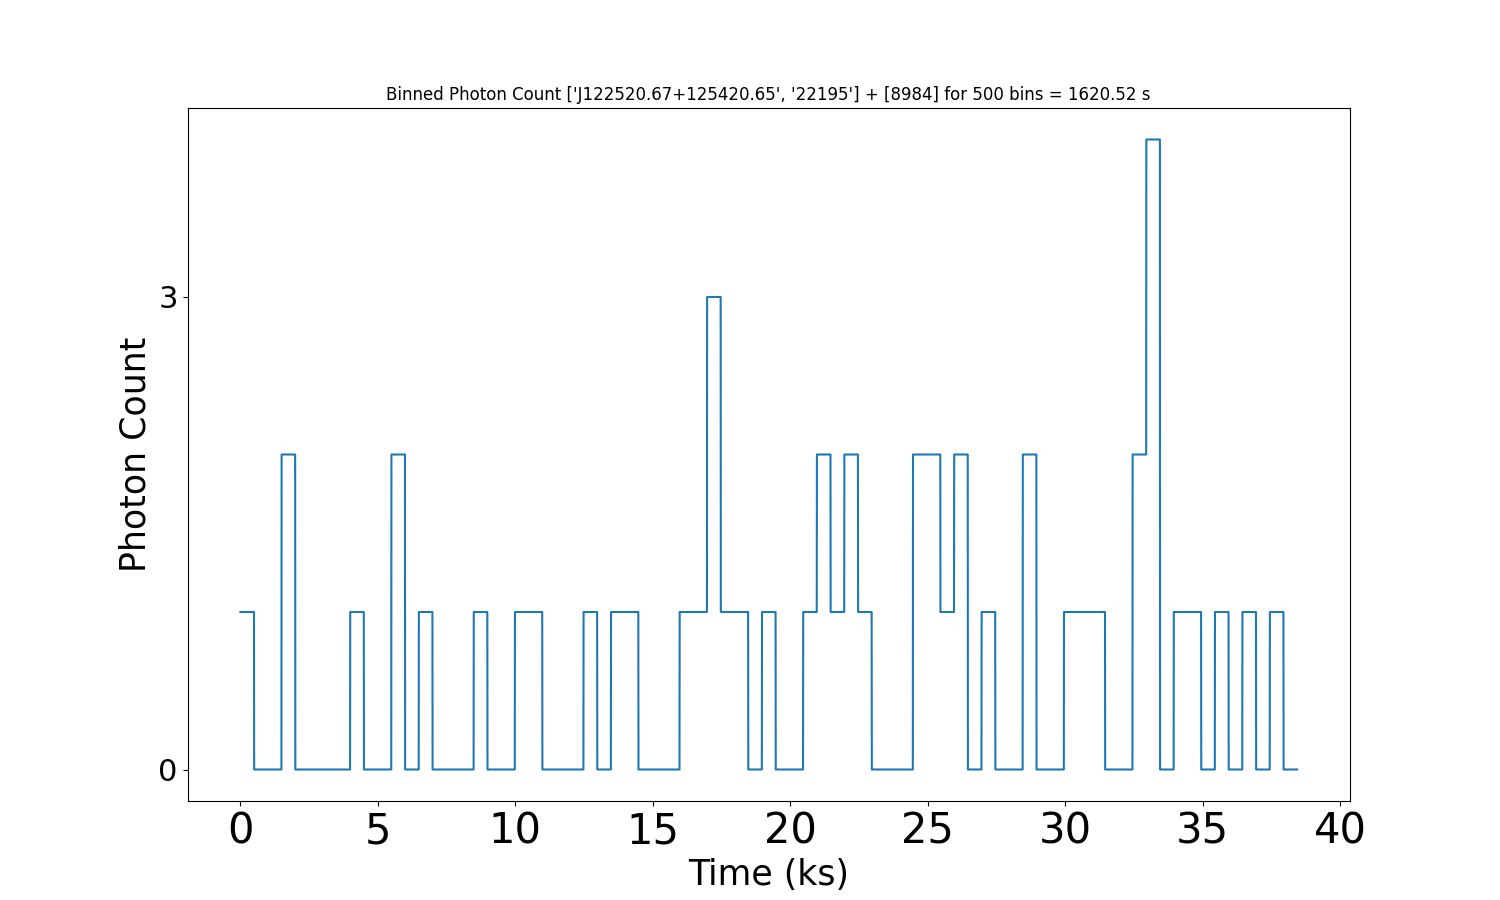 Binned Photon Count ['J122520.67+125420.65', '22195'] + [8984] for 500 bins = 1620.52 s
3
0
Photon Count
0 5 10 15 20 25 30 35 40
Time (ks)